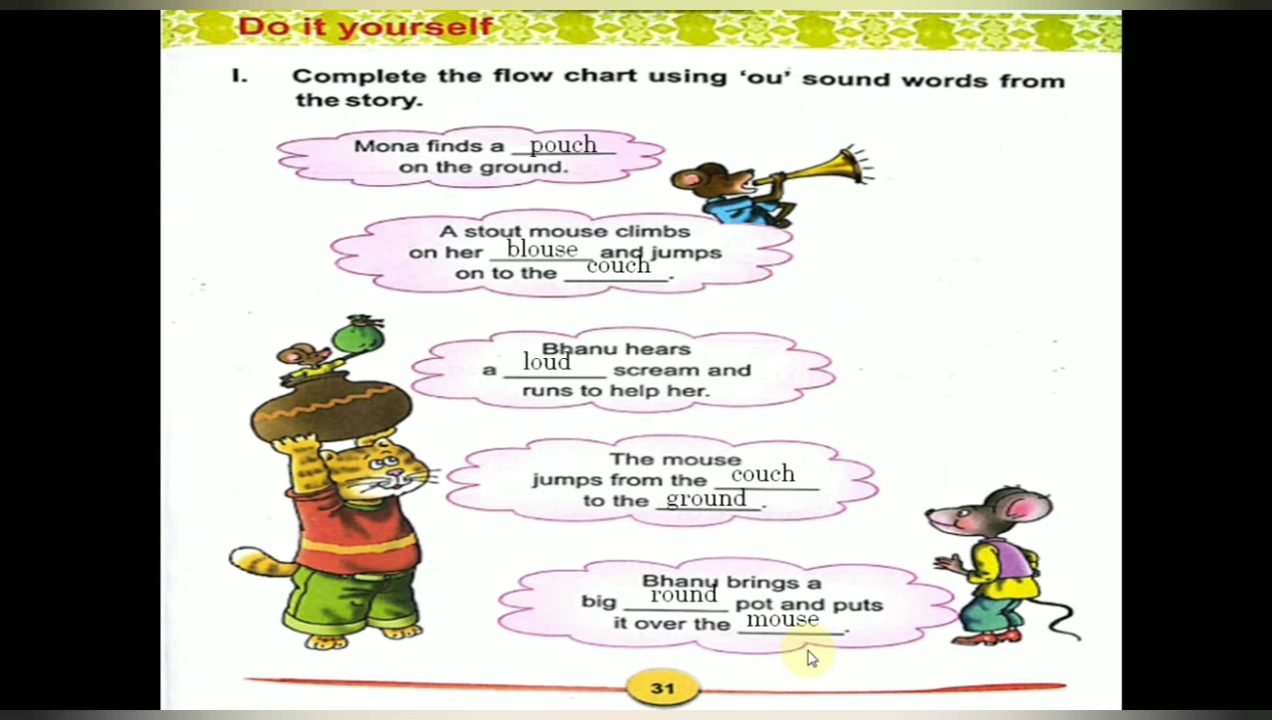 Do it yourself
I. Complete the flow chart using ‘ou’ sound words from
the story.
Mona finds a pouch
on the ground.
A stout mouse climbs
on her blouse and jumps
on to the couch.
Bhanu hears
a loud scream and
runs to help her.
The mouse
jumps from the couch
to the ground.
Bhanu brings a
big round pot and puts
it over the mouse.
31